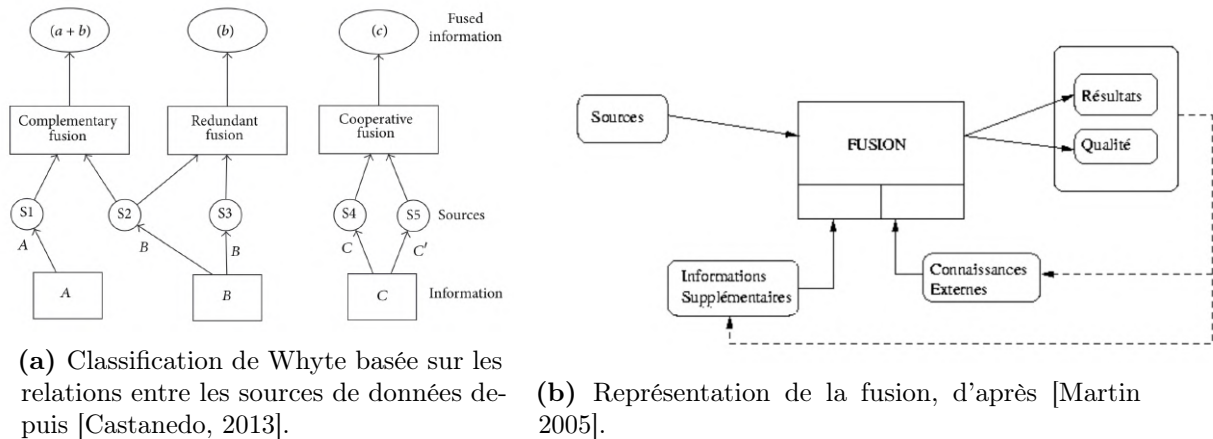 (a + b)
(b)
(c)
Fused
information
Complementary
fusion
Redundant
fusion
Cooperative
fusion
S1
S2
S3
S4
S5
Sources
A
B
B
C
C′
A
B
C
Information
(a) Classification de Whyte basée sur les
relations entre les sources de données de-
puis [Castanedo, 2013].
Sources
FUSION
Résultats
Qualité
Informations
Supplémentaires
Connaissances
Externes
(b) Représentation de la fusion, d'après [Martin
2005].